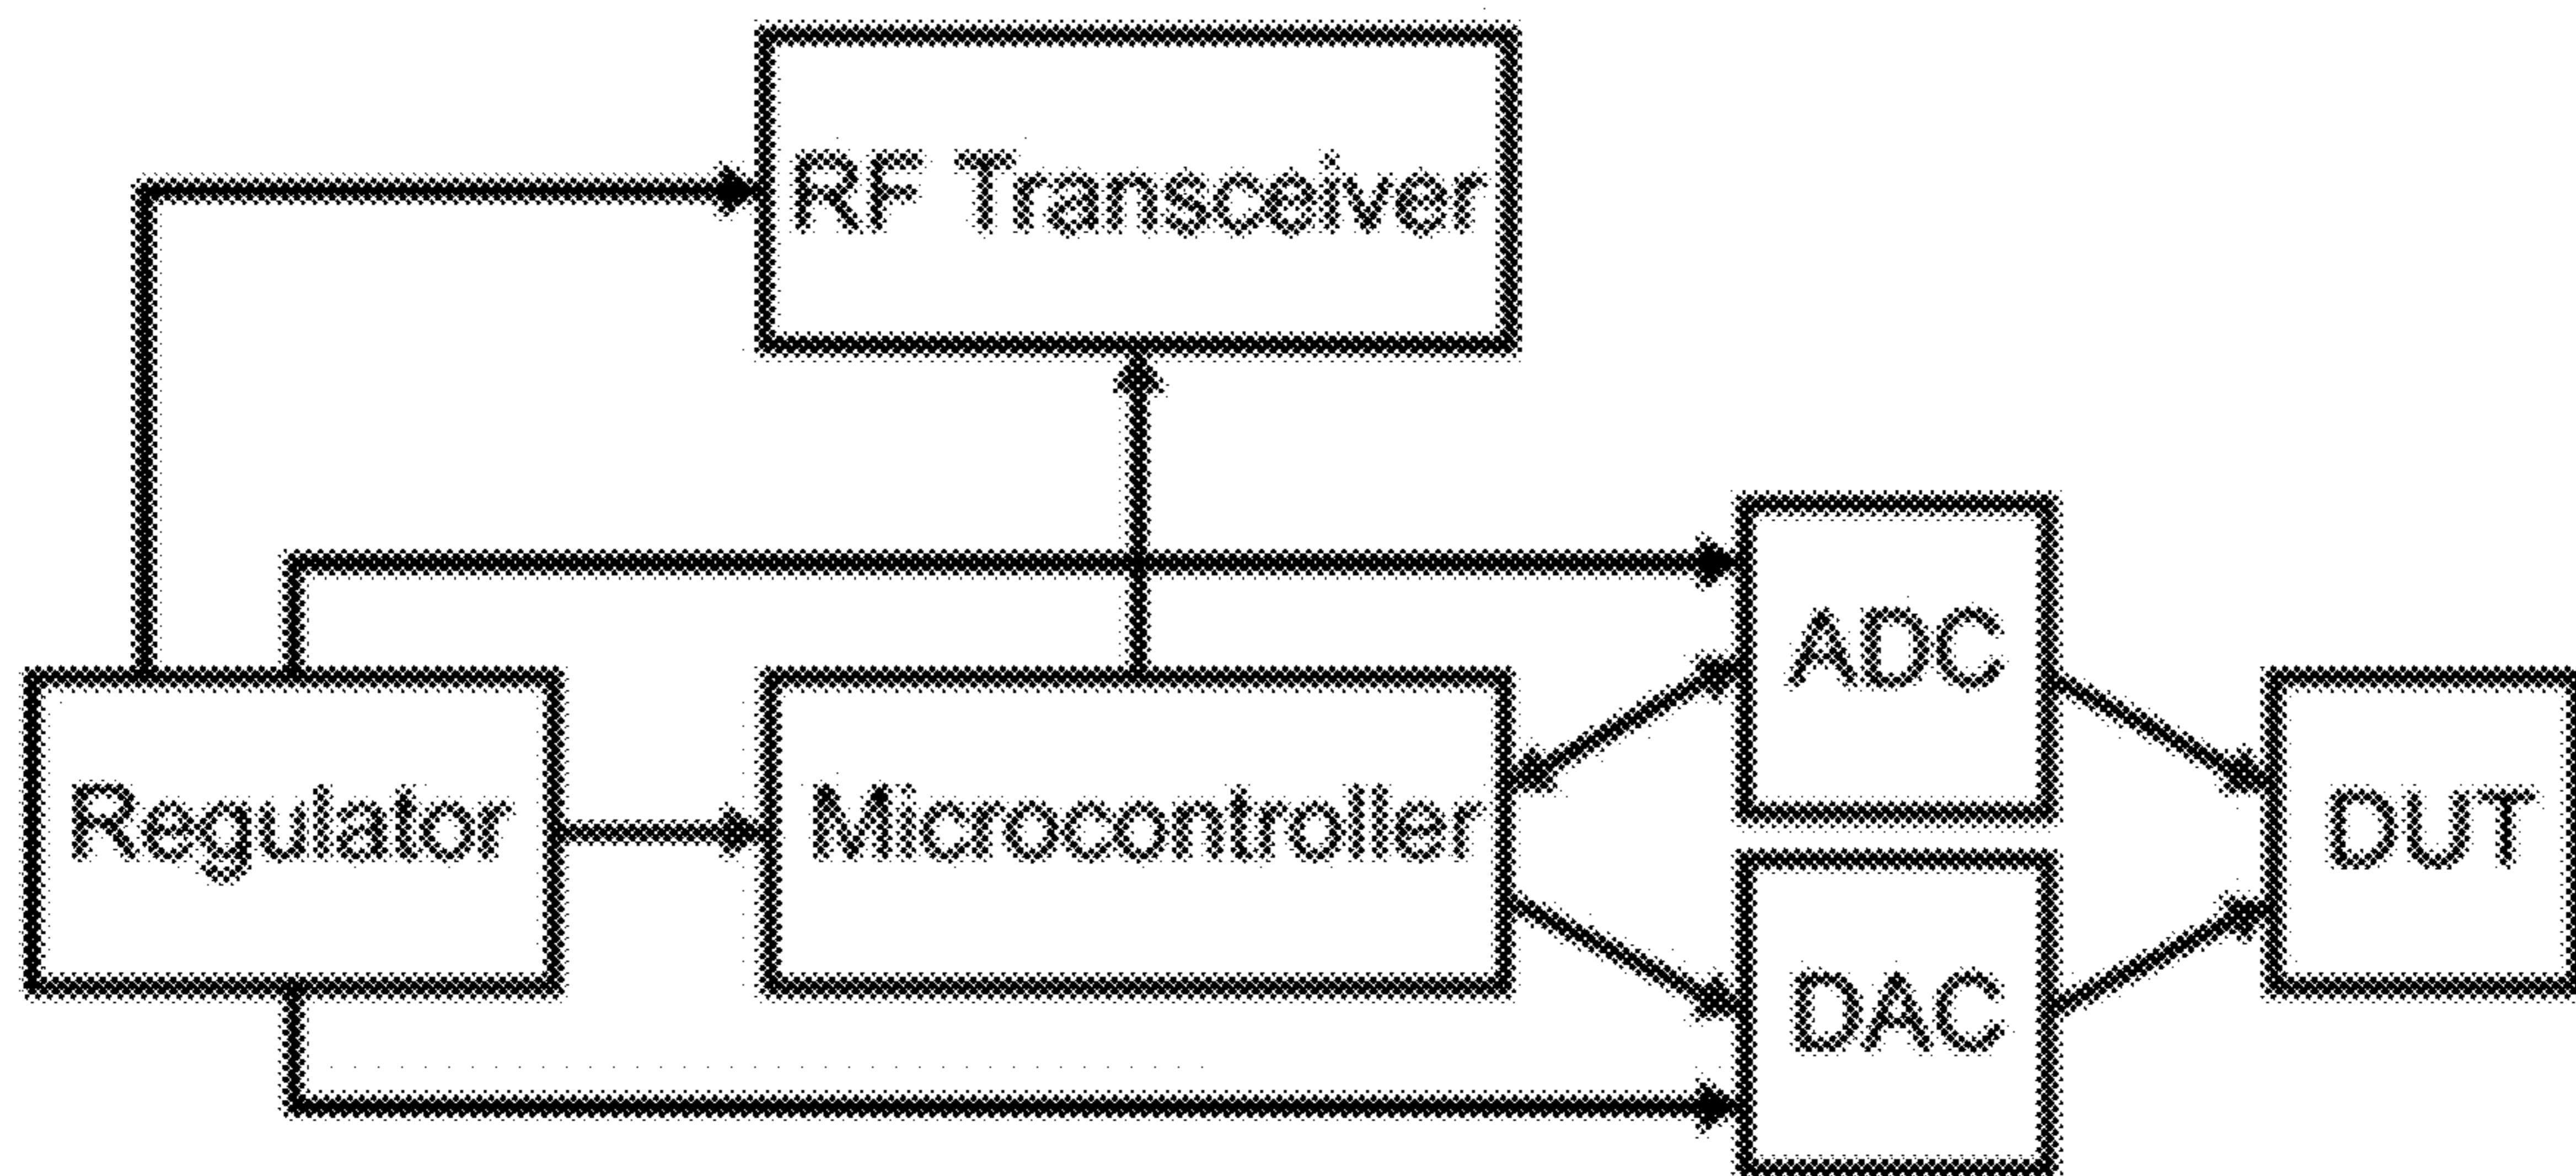 RF Transceiver
ADC
Regulator
Microcontroller
DUT
DAC